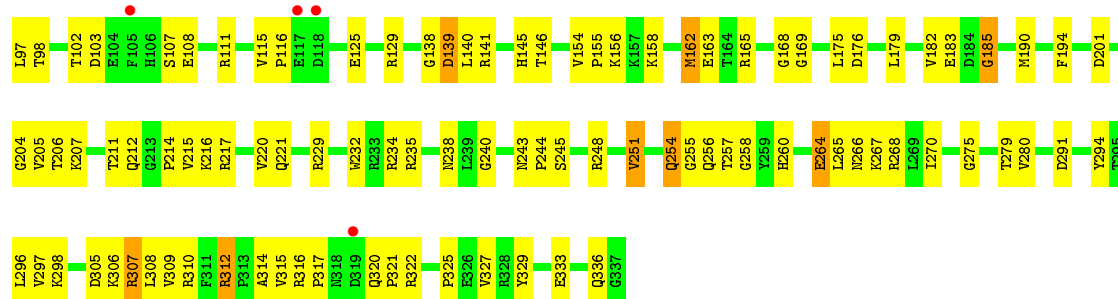 L97 T98 T102 D103 E104 F105 H106 S107 E108 R111 V115 P116 E117 D118 E125 R129 G138 D139 L140 R141 H145 T146 V154 P155 K156 K157 K158 M162 E163 T164 R165 G168 G169 L175 D176 L179 V182 E183 D184 G185 M190 F194 D201
G204 V205 T206 K207 T211 Q212 G213 P214 V215 K216 R217 V220 Q221 R229 W232 R233 R234 R235 N238 L239 G240 N243 P244 S245 R248 V251 Q254 G255 Q256 T257 G258 Y259 H260 E264 L265 N266 K267 R268 L269 I270 G275 T279 V280 D291 Y294 T295
L296 V297 K298 D305 K306 R307 L308 V309 R310 F311 R312 P313 A314 V315 R316 P317 N318 D319 Q320 P321 R322 P325 E326 V327 R328 Y329 E333 Q336 G337